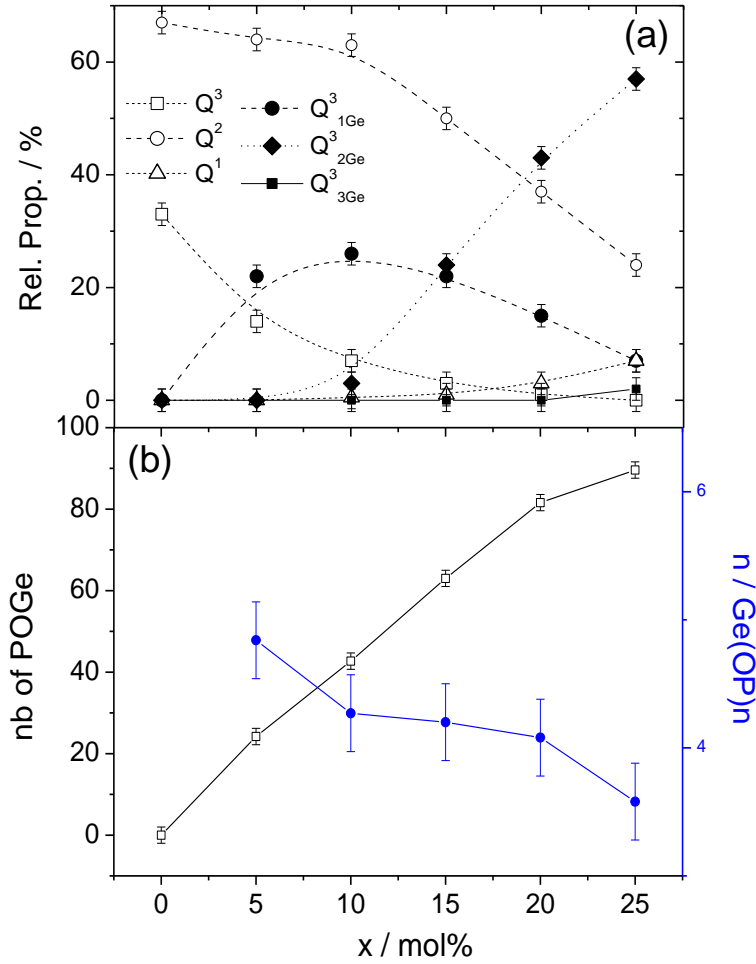 (a)
60
40
20
0
Rel. Prop. / %
Q³
Q²
Q¹
Q³1Ge
Q³2Ge
Q³3Ge
(b)
100
80
60
40
20
0
nb of POGe
6
4
n / Ge(OP)n
0 5 10 15 20 25
x / mol%